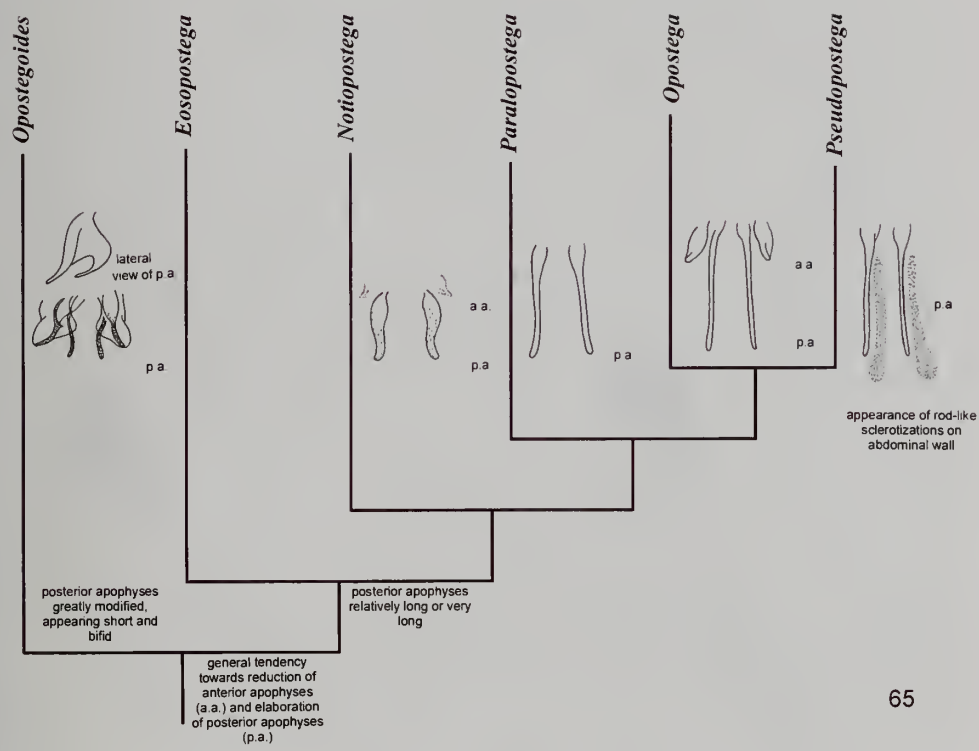 Opostegoides
Eosopostega
Notiopostega
Paralopostega
Opostega
Pseudopostega
lateral
view of p.a.
p.a.
a a.
p.a
p a
a a
p.a
p.a
appearance of rod-like
sclerotizations on
abdominal wall
posterior apophyses
greatly modified,
appearing short and
bifid
posterior apophyses
relatively long or very
long
general tendency
towards reduction of
anterior apophyses
(a.a.) and elaboration
of posterior apophyses
(p.a.)
65